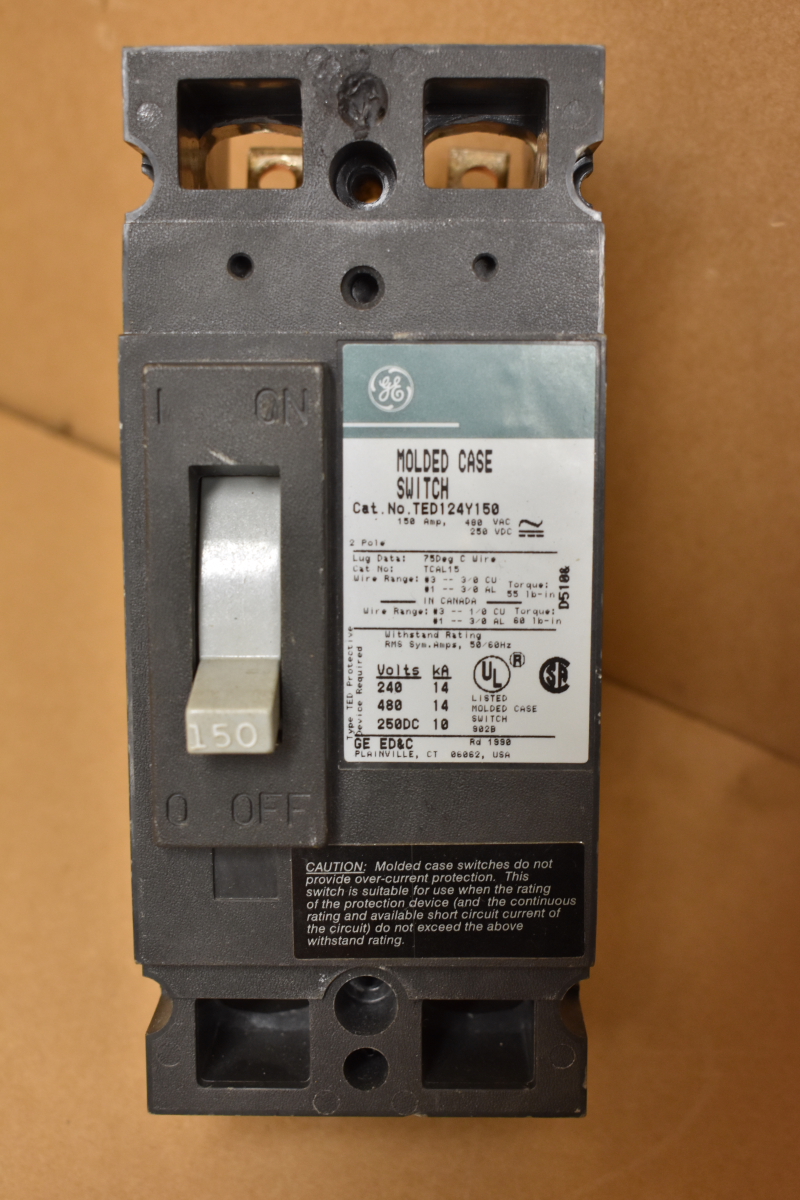 I ON
150
O OFF
GE
MOLDED CASE
SWITCH
Cat.No.TED124Y150
150 Amp, 480 VAC
250 VDC
2 Pole
Lug Data: 75Deg C Wire
Cat No: TCAL15
Wire Range: #3 -- 3/0 CU Torque:
#1 -- 3/0 AL 55 lb-in
IN CANADA
Wire Range: #3 -- 1/0 CU Torque:
#1 -- 3/0 AL 60 lb-in
D5108
Withstand Rating
RMS Sym.Amps, 50/60Hz
Type TED Protective
Device Required
Volts kA
240 14
480 14
250DC 10
UL ®
LISTED
MOLDED CASE
SWITCH
902B
SA
GE ED&C Rd 1990
PLAINVILLE, CT 06062, USA
CAUTION: Molded case switches do not
provide over-current protection. This
switch is suitable for use when the rating
of the protection device (and the continuous
rating and available short circuit current of
the circuit) do not exceed the above
withstand rating.